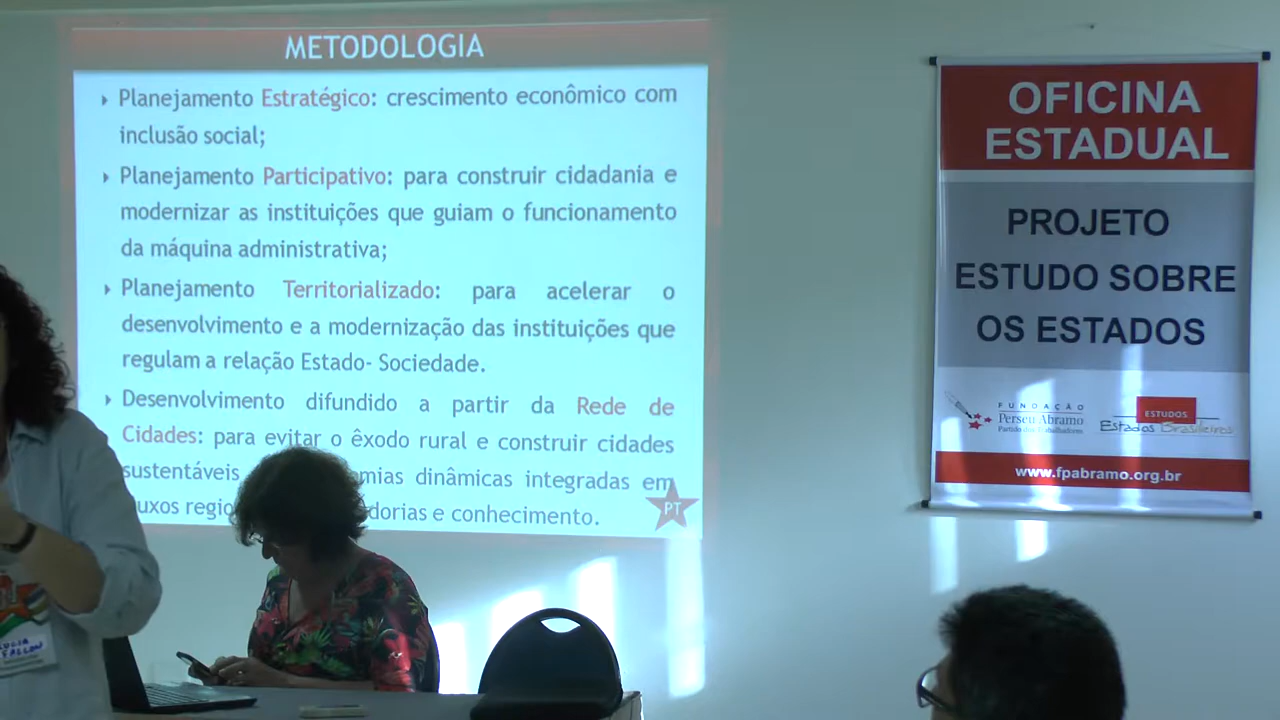 METODOLOGIA
Planejamento Estratégico: crescimento econômico com
inclusão social;
Planejamento Participativo: para construir cidadania e
modernizar as instituições que guiam o funcionamento
da máquina administrativa;
Planejamento Territorializado: para acelerar o
desenvolvimento e a modernização das instituições que
regulam a relação Estado- Sociedade.
Desenvolvimento difundido a partir da Rede de
Cidades: para evitar o êxodo rural e construir cidades
sustentáveis dinâmicas integradas em
e conhecimento.
PT
OFICINA
ESTADUAL
PROJETO
ESTUDO SOBRE
OS ESTADOS
FUNDAÇÃO
Perseu Abramo
Partido dos Trabalhadores
ESTUDOS
Estados Brasileiros
www.fpabramo.org.br